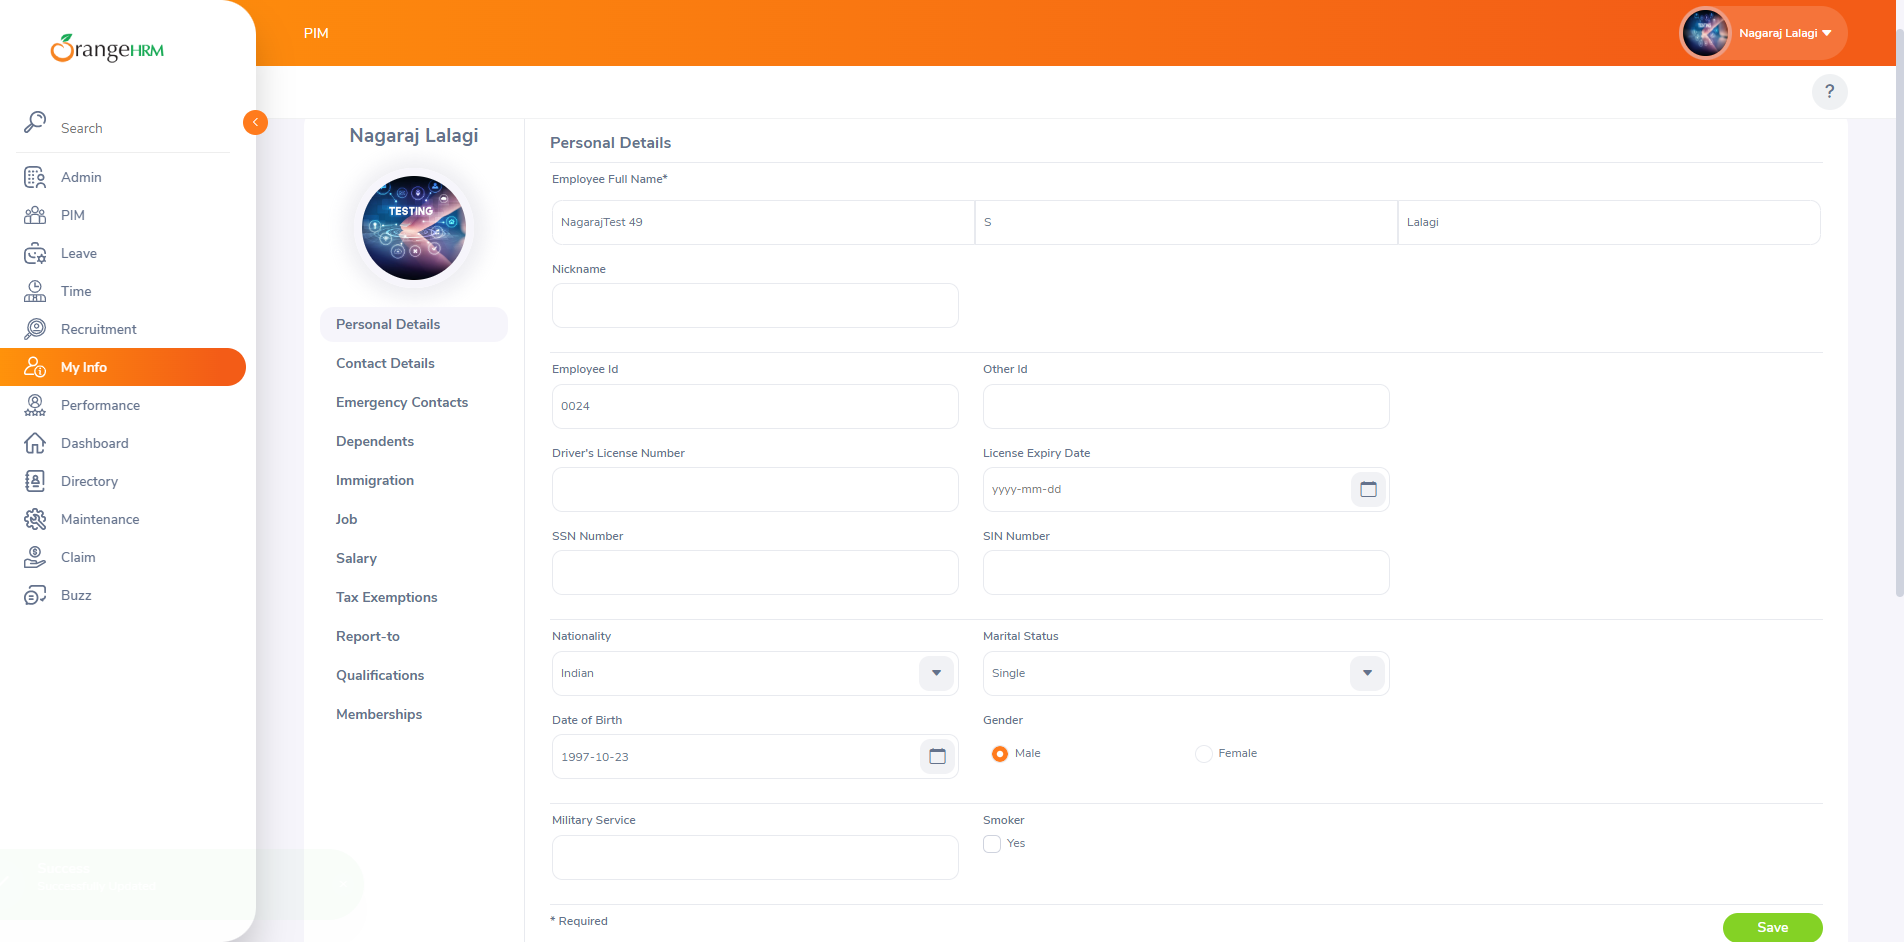 OrangeHRM
PIM
Nagaraj Lalagi
?
Search
Admin
PIM
Leave
Time
Recruitment
My Info
Performance
Dashboard
Directory
Maintenance
Claim
Buzz
Nagaraj Lalagi
TESTING
Personal Details
Contact Details
Emergency Contacts
Dependents
Immigration
Job
Salary
Tax Exemptions
Report-to
Qualifications
Memberships
Personal Details
Employee Full Name*
NagarajTest 49
S
Lalagi
Nickname
Employee Id
Other Id
0024
Driver's License Number
License Expiry Date
yyyy-mm-dd
SSN Number
SIN Number
Nationality
Marital Status
Indian
Single
Date of Birth
Gender
1997-10-23
Male
Female
Military Service
Smoker
Yes
* Required
Save